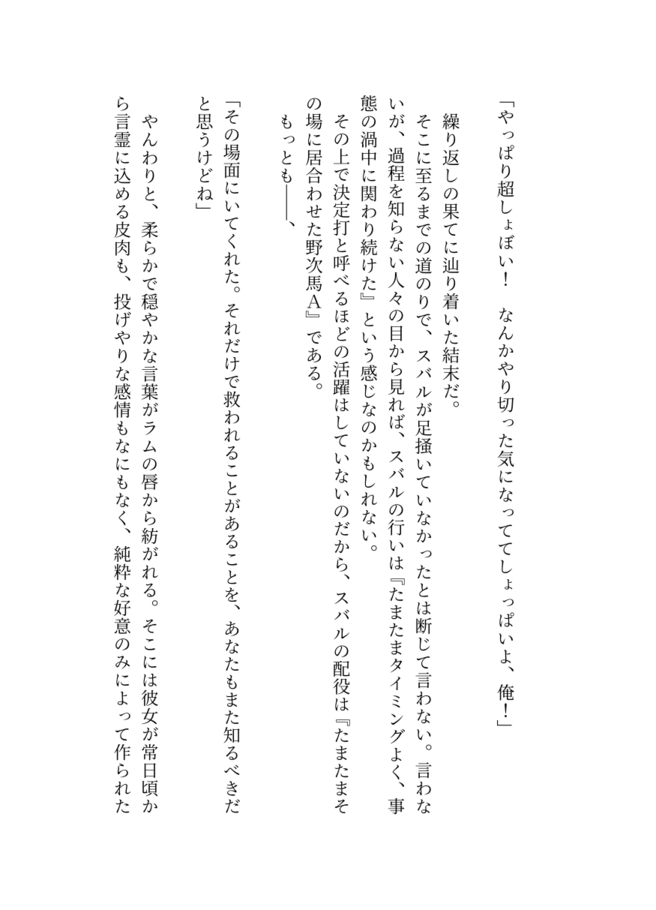 「やっぱり超しょぼい！　なんかやり切った気になっててしょっぱいよ、俺！」
繰り返しの果てに辿り着いた結末だ。
そこに至るまでの道のりで、スバルが足掻いていなかったとは断じて言わない。言わな
いが、過程を知らない人々の目から見れば、スバルの行いは『たまたまタイミングよく、事
態の渦中に関わり続けた』という感じなのかもしれない。
その上で決定打と呼べるほどの活躍はしていないのだから、スバルの配役は『たまたまそ
の場に居合わせた野次馬Ａ』である。
もっとも――、
「その場面にいてくれた。それだけで救われることがあることを、あなたもまた知るべきだ
と思うけどね」
やんわりと、柔らかで穏やかな言葉がラムの唇から紡がれる。そこには彼女が常日頃か
ら言霊に込める皮肉も、投げやりな感情もなにもなく、純粋な好意のみによって作られた